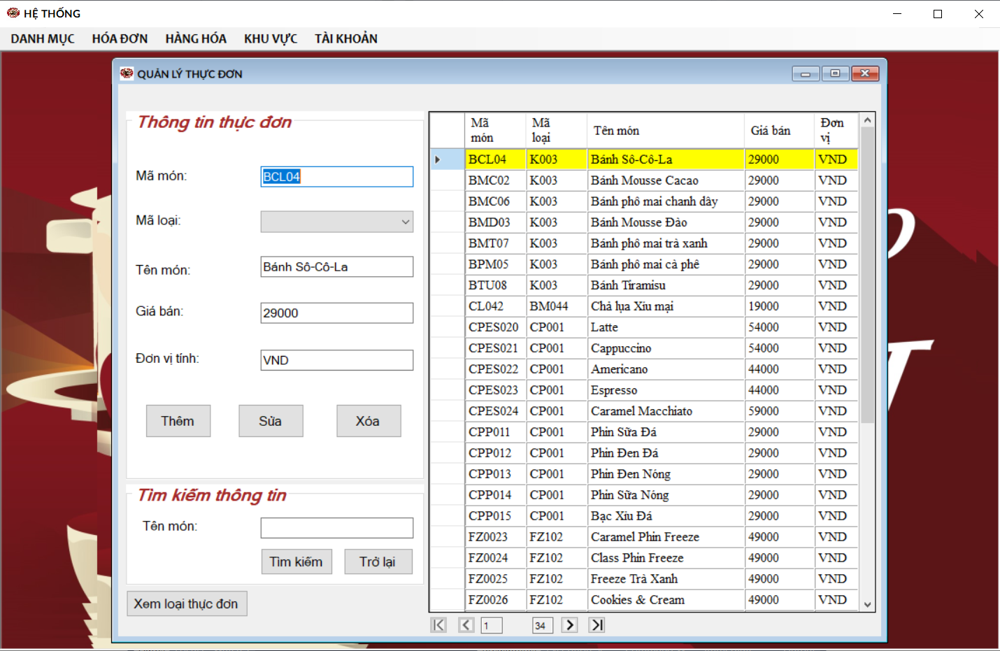 HỆ THỐNG
DANH MỤC HÓA ĐƠN HÀNG HÓA KHU VỰC TÀI KHOẢN
QUẢN LÝ THỰC ĐƠN
Thông tin thực đơn
Mã món: BCL04
Mã loại:
Tên món: Bánh Sô-Cô-La
Giá bán: 29000
Đơn vị tính: VND
Thêm Sửa Xóa
Tìm kiếm thông tin
Tên món:
Tìm kiếm Trở lại
Xem loại thực đơn
Mã món Mã loại Tên món Giá bán Đơn vị
BCL04 K003 Bánh Sô-Cô-La 29000 VND
BMC02 K003 Bánh Mousse Cacao 29000 VND
BMC06 K003 Bánh phô mai chanh dây 29000 VND
BMD03 K003 Bánh Mousse Đào 29000 VND
BMT07 K003 Bánh phô mai trà xanh 29000 VND
BPM05 K003 Bánh phô mai cà phê 29000 VND
BTU08 K003 Bánh Tiramisu 29000 VND
CL042 BM044 Chả lụa Xíu mại 19000 VND
CPES020 CP001 Latte 54000 VND
CPES021 CP001 Cappuccino 54000 VND
CPES022 CP001 Americano 44000 VND
CPES023 CP001 Espresso 44000 VND
CPES024 CP001 Caramel Macchiato 59000 VND
CPP011 CP001 Phin Sữa Đá 29000 VND
CPP012 CP001 Phin Đen Đá 29000 VND
CPP013 CP001 Phin Đen Nóng 29000 VND
CPP014 CP001 Phin Sữa Nóng 29000 VND
CPP015 CP001 Bạc Xíu Đá 29000 VND
FZ0023 FZ102 Caramel Phin Freeze 49000 VND
FZ0024 FZ102 Class Phin Freeze 49000 VND
FZ0025 FZ102 Freeze Trà Xanh 49000 VND
FZ0026 FZ102 Cookies & Cream 49000 VND
1 34